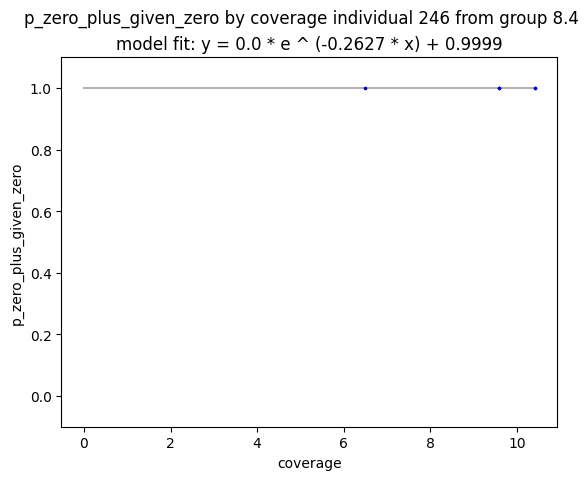 p_zero_plus_given_zero by coverage individual 246 from group 8.4
model fit: y = 0.0 * e ^ (-0.2627 * x) + 0.9999
1.0
0.8
0.6
0.4
0.2
0.0
p_zero_plus_given_zero
0 2 4 6 8 10
coverage